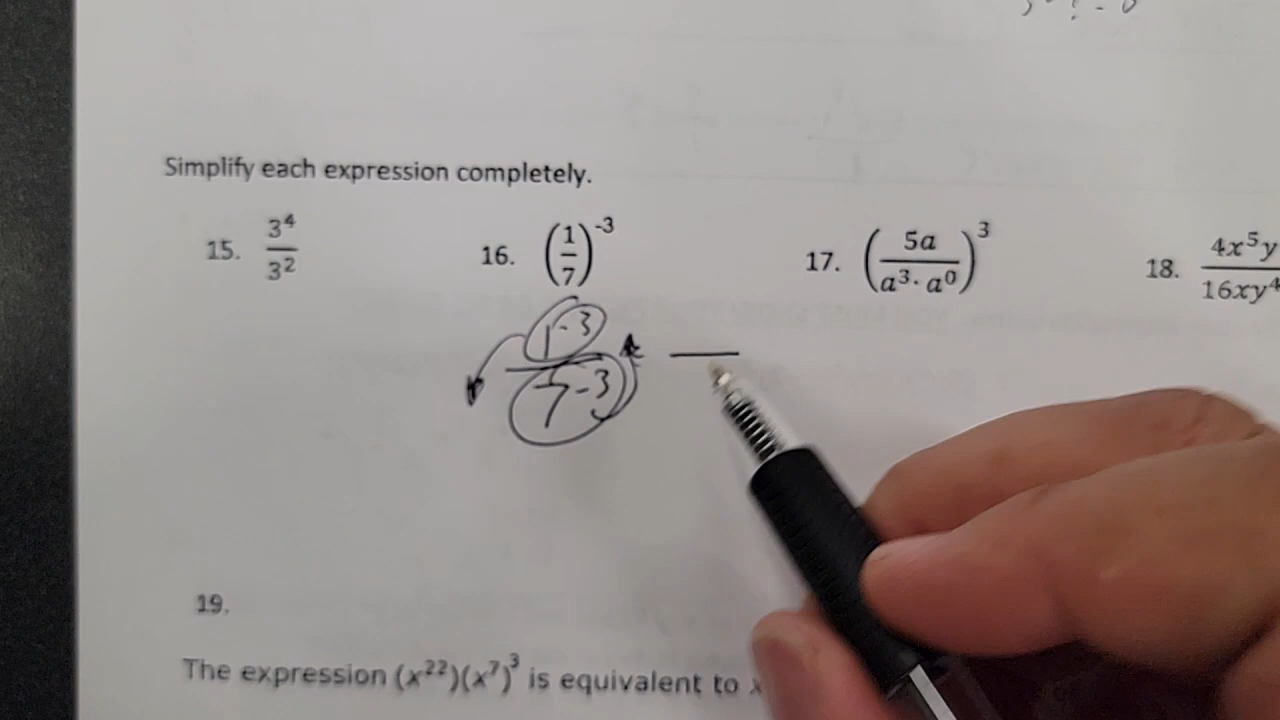 Simplify each expression completely.
15. 3⁴/3² 16. (1/7)⁻³ 17. (5a/(a³·a⁰))³ 18. 4x⁵y/16xy⁴
1⁻³
7⁻³
19.
The expression (x²²)(x⁷)³ is equivalent to x